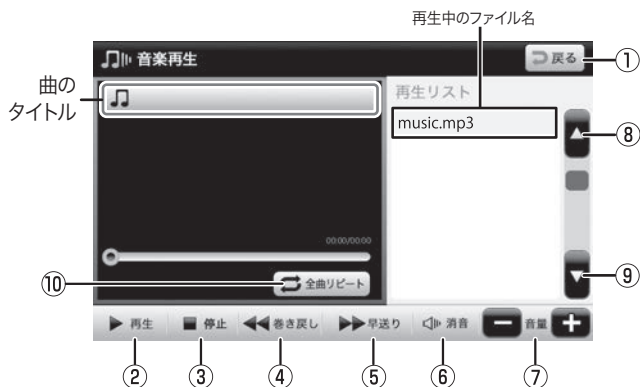 再生中のファイル名
音楽再生
戻る
①
曲の
タイトル
再生リスト
music.mp3
⑧
00:00/00:00
⑩
全曲リピート
⑨
再生
停止
巻き戻し
早送り
消音
音量
②
③
④
⑤
⑥
⑦